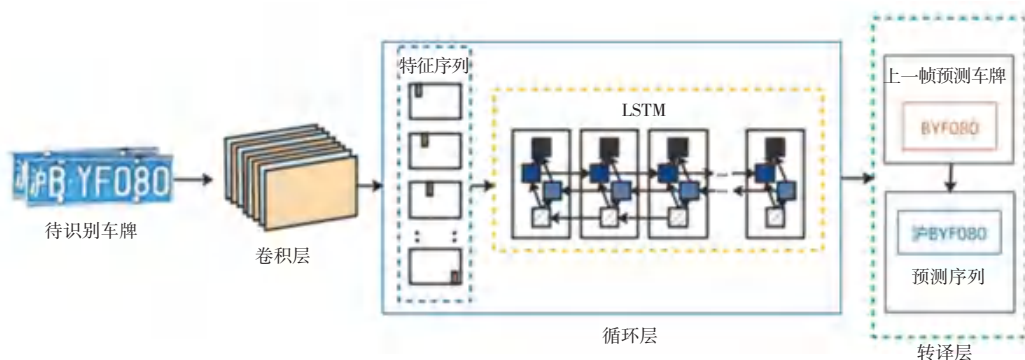 沪B·YF080
待识别车牌
卷积层
特征序列
LSTM
循环层
上一帧预测车牌
BYF080
沪BYF080
预测序列
转译层